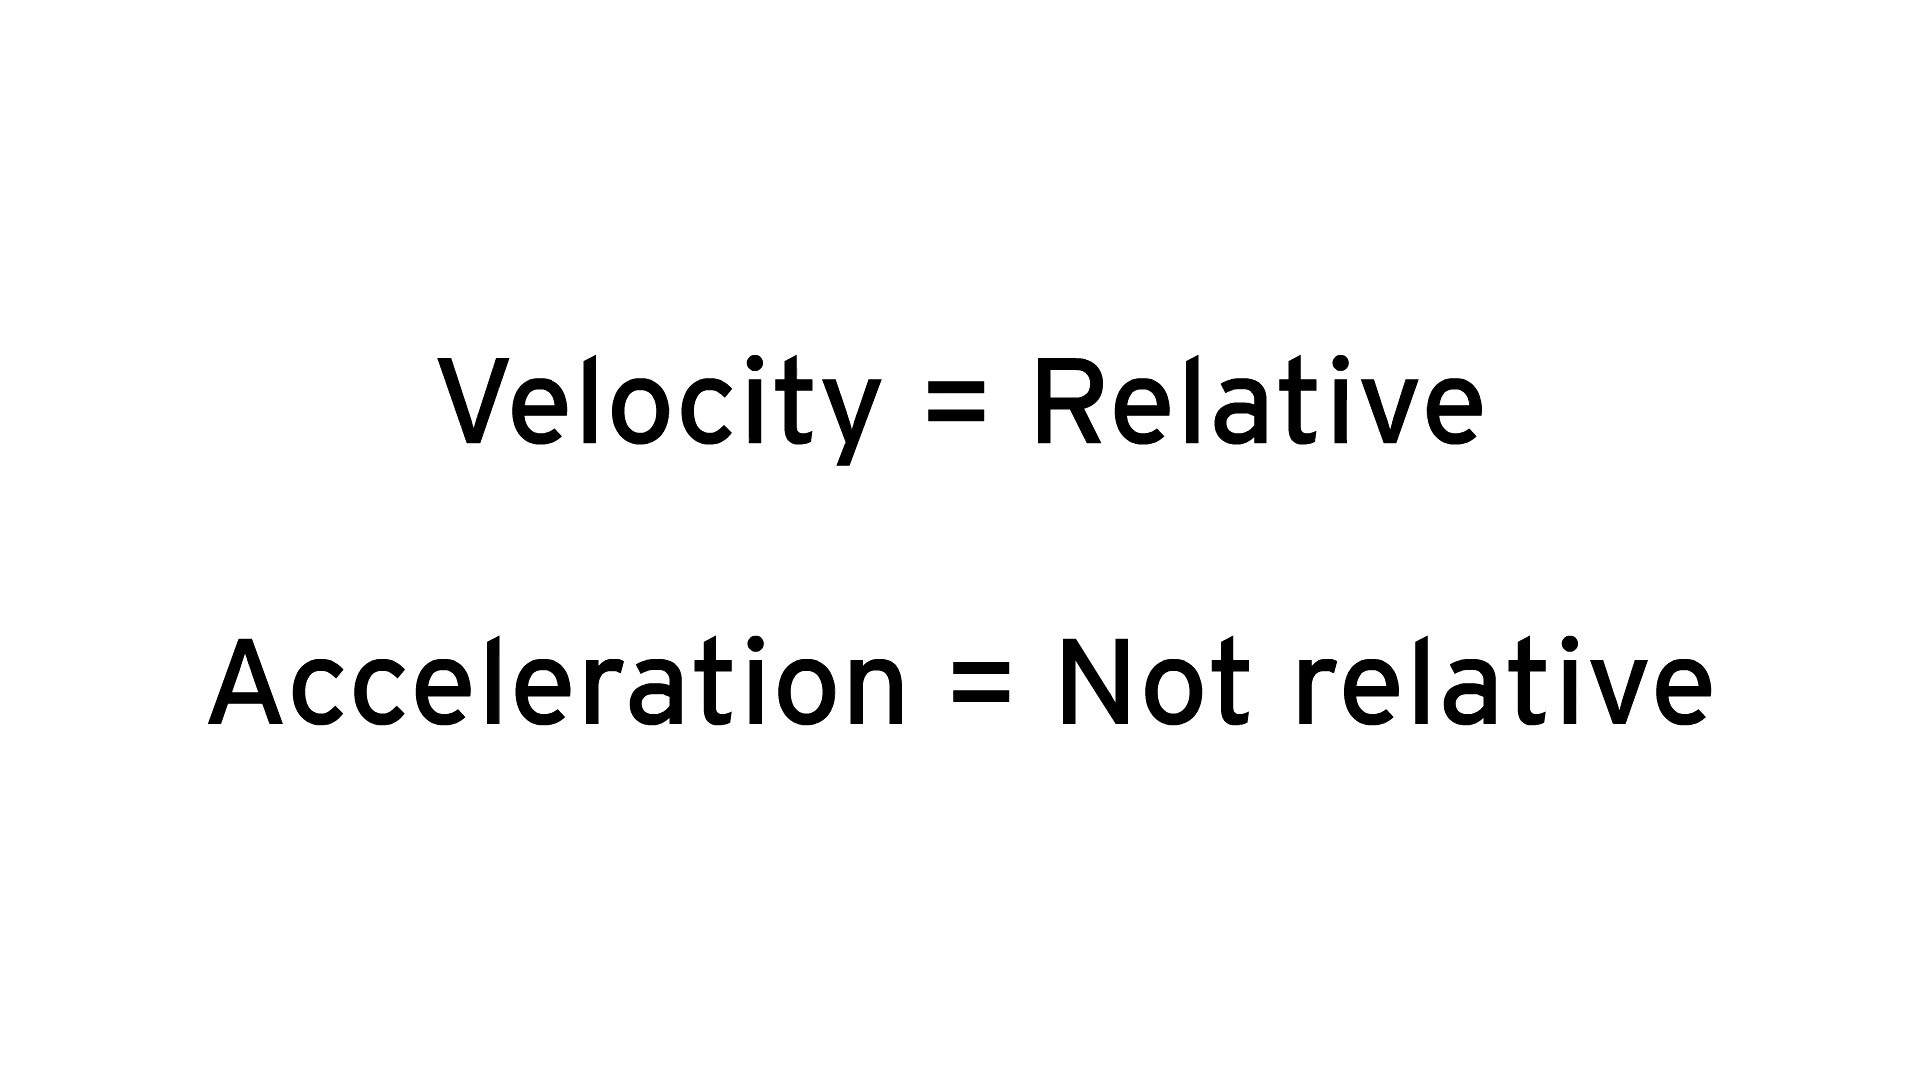 Velocity = Relative
Acceleration = Not relative